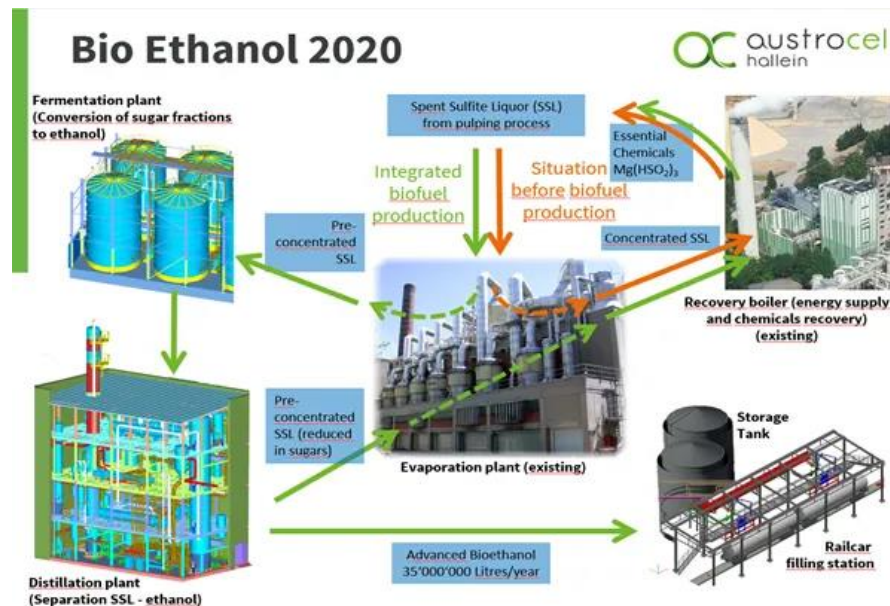 Bio Ethanol 2020
austrocel
hallein
Fermentation plant
(Conversion of sugar fractions
to ethanol)
Spent Sulfite Liquor (SSL)
from pulping process
Essential
Chemicals
Mg(HSO₂)₃
Integrated
biofuel
production
Situation
before biofuel
production
Pre-
concentrated
SSL
Concentrated SSL
Recovery boiler (energy supply
and chemicals recovery)
(existing)
Pre-
concentrated
SSL (reduced
in sugars)
Evaporation plant (existing)
Storage
Tank
Advanced Bioethanol
35'000'000 Litres/year
Railcar
filling station
Distillation plant
(Separation SSL - ethanol)